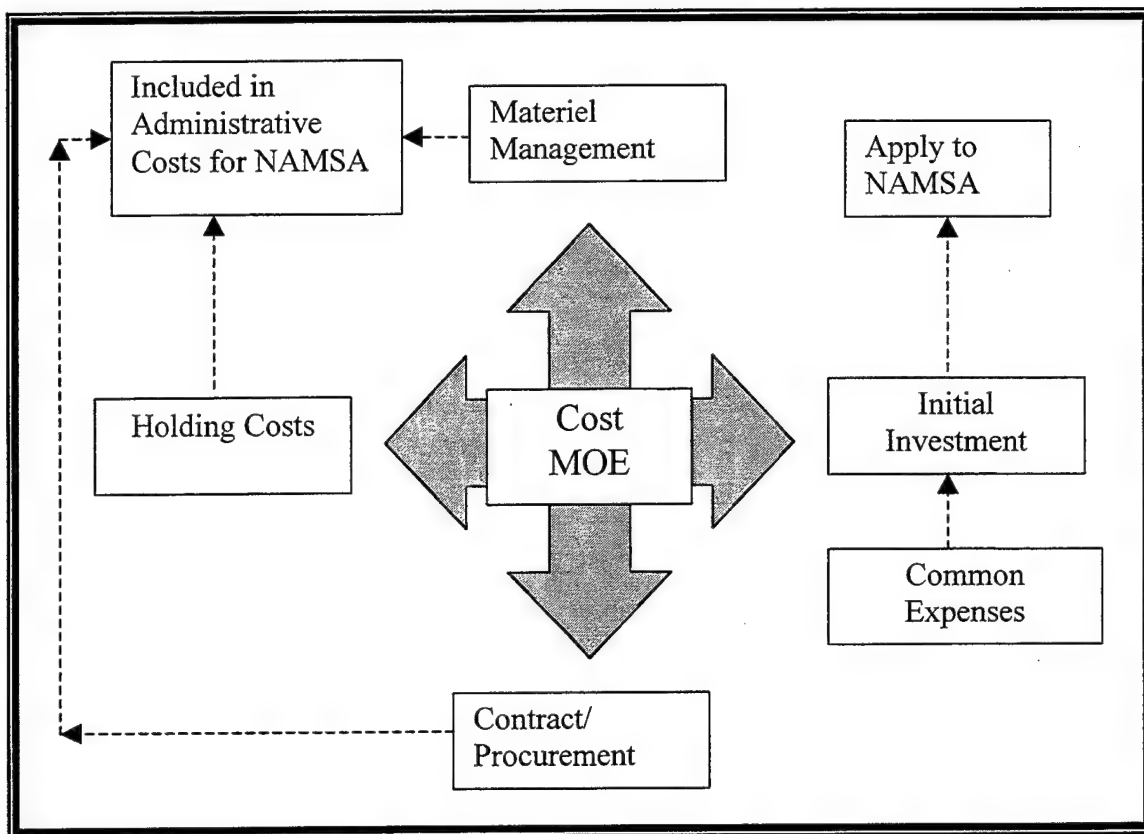 Included in
Administrative
Costs for NAMSA
Materiel
Management
Apply to
NAMSA
Holding Costs
Cost
MOE
Initial
Investment
Common
Expenses
Contract/
Procurement